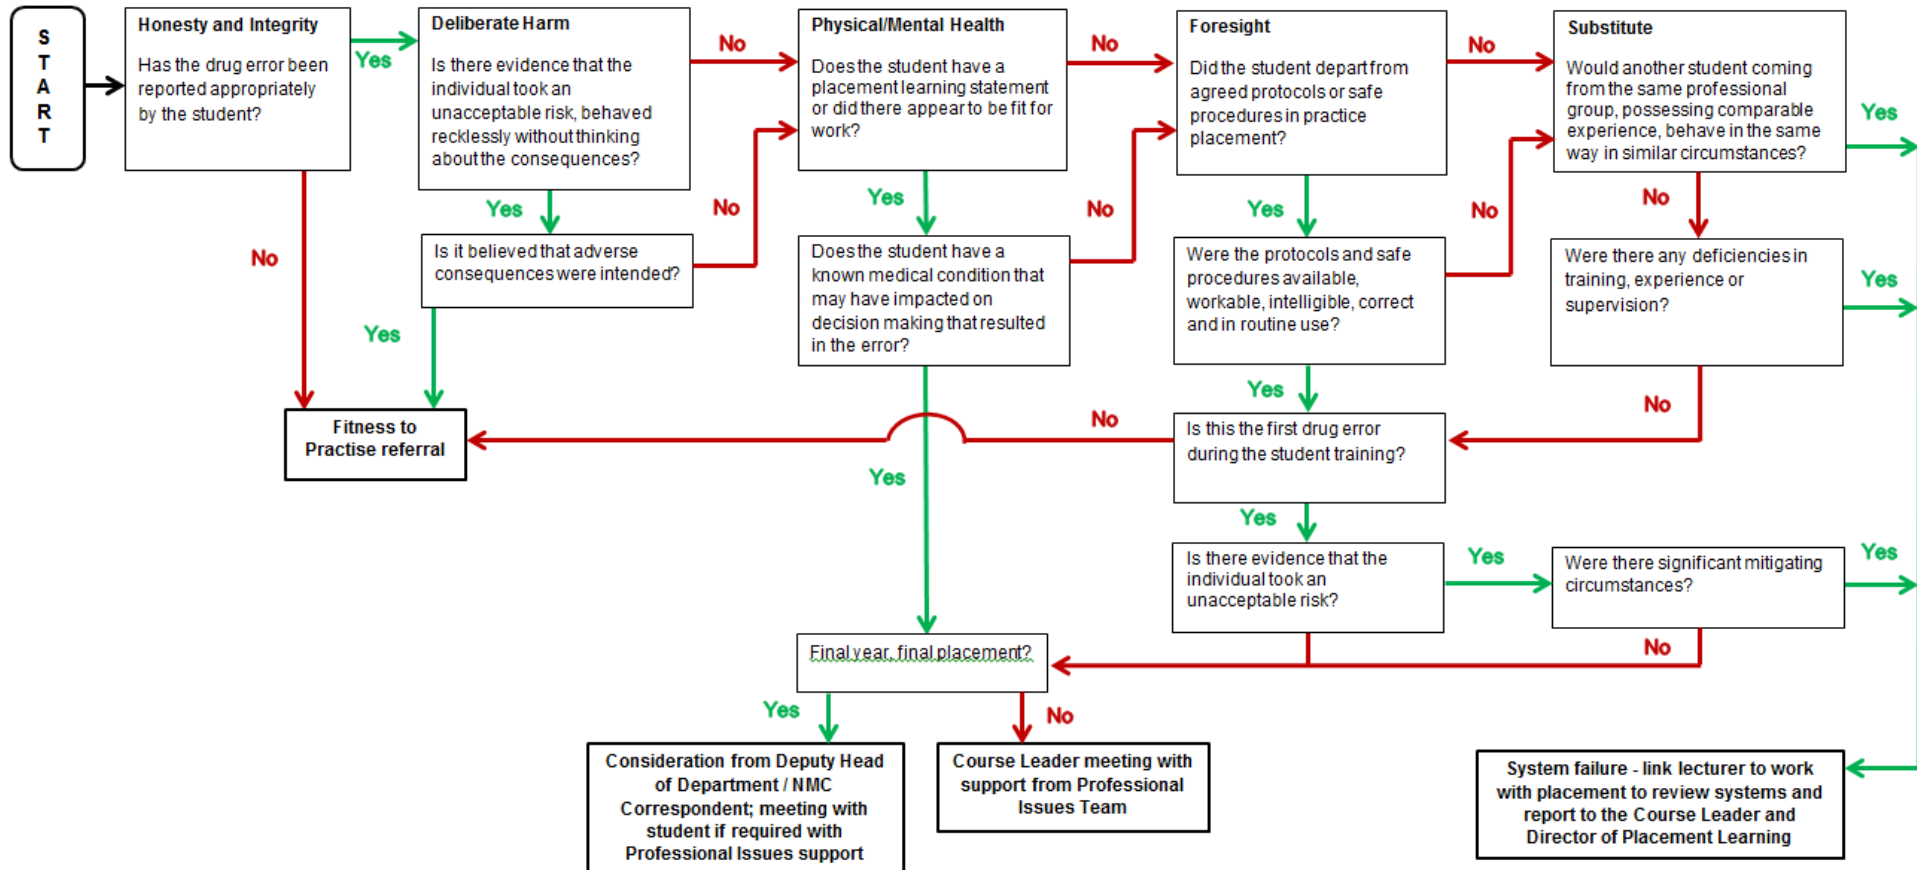 START
Honesty and Integrity
Has the drug error been
reported appropriately
by the student?
Yes
No
Deliberate Harm
Is there evidence that the
individual took an
unacceptable risk, behaved
recklessly without thinking
about the consequences?
No
Yes
Is it believed that adverse
consequences were intended?
No
Yes
Physical/Mental Health
Does the student have a
placement learning statement
or did there appear to be fit for
work?
No
Yes
Does the student have a
known medical condition that
may have impacted on
decision making that resulted
in the error?
No
Yes
Foresight
Did the student depart from
agreed protocols or safe
procedures in practice
placement?
No
Yes
Were the protocols and safe
procedures available,
workable, intelligible, correct
and in routine use?
No
Yes
Substitute
Would another student coming
from the same professional
group, possessing comparable
experience, behave in the same
way in similar circumstances?
Yes
No
Were there any deficiencies in
training, experience or
supervision?
Yes
No
Is this the first drug error
during the student training?
No
Yes
Fitness to
Practise referral
Is there evidence that the
individual took an
unacceptable risk?
Yes
Were there significant mitigating
circumstances?
Yes
No
Final year, final placement?
Yes
No
Consideration from Deputy Head
of Department / NMC
Correspondent; meeting with
student if required with
Professional Issues support
Course Leader meeting with
support from Professional
Issues Team
System failure - link lecturer to work
with placement to review systems and
report to the Course Leader and
Director of Placement Learning